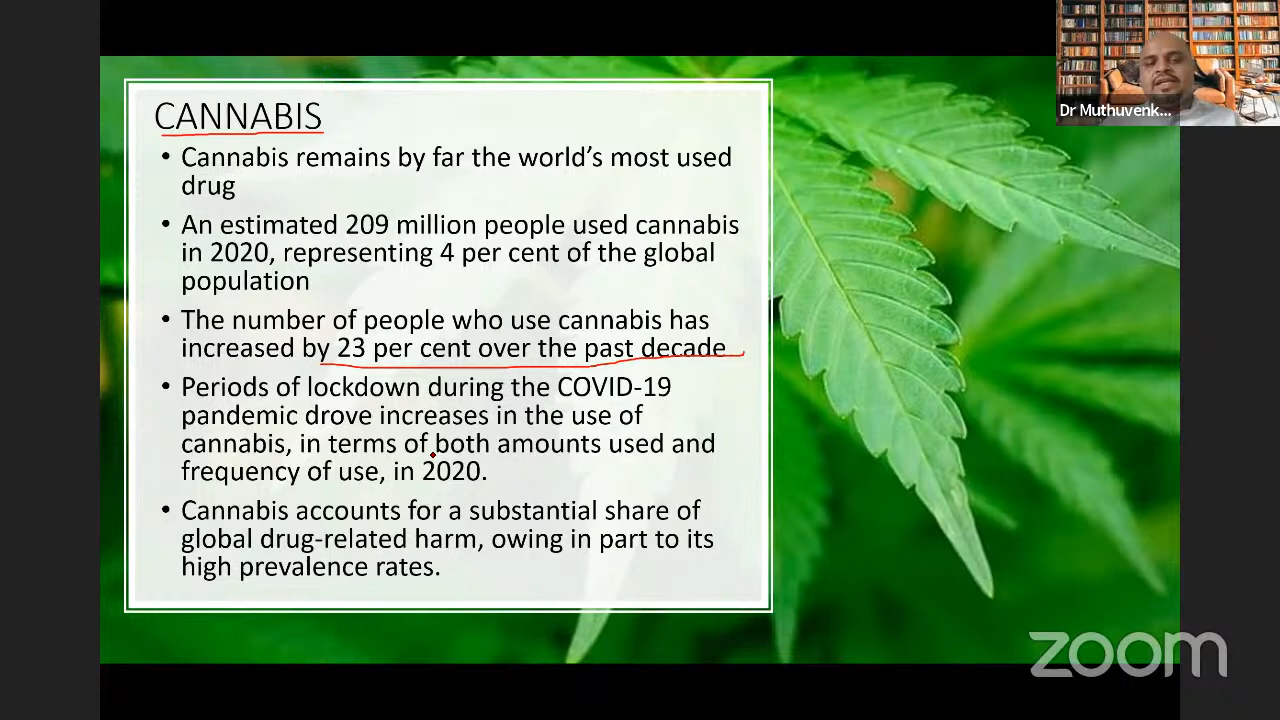 Dr Muthuvenk...
CANNABIS
• Cannabis remains by far the world's most used
drug
• An estimated 209 million people used cannabis
in 2020, representing 4 per cent of the global
population
• The number of people who use cannabis has
increased by 23 per cent over the past decade
• Periods of lockdown during the COVID-19
pandemic drove increases in the use of
cannabis, in terms of both amounts used and
frequency of use, in 2020.
• Cannabis accounts for a substantial share of
global drug-related harm, owing in part to its
high prevalence rates.
zoom